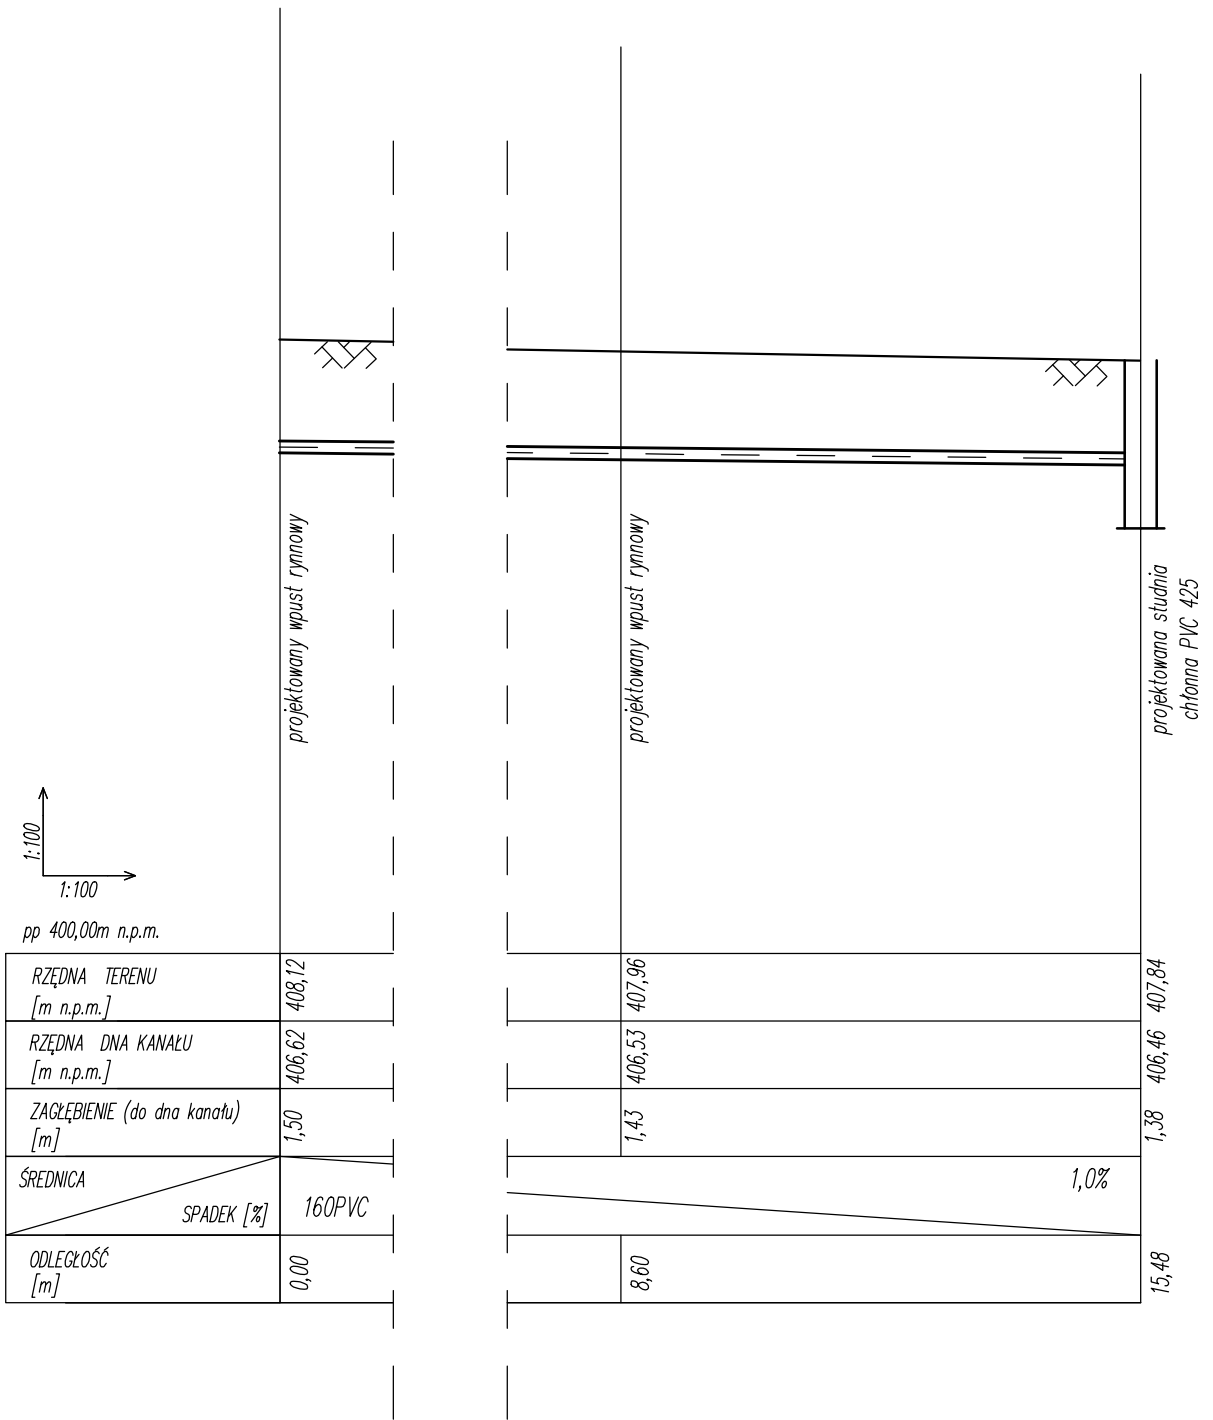 projektowany wpust rynnowy
projektowany wpust rynnowy
projektowana studnia
chłonna PVC 425
1:100
1:100
pp 400,00m n.p.m.
RZĘDNA TERENU
[m n.p.m.]
408,12
407,96
407,84
RZĘDNA DNA KANAŁU
[m n.p.m.]
406,62
406,53
406,46
ZAGŁĘBIENIE (do dna kanału)
[m]
1,50
1,43
1,38
ŚREDNICA
SPADEK [%]
160PVC
1,0%
ODLEGŁOŚĆ
[m]
0,00
8,60
15,48